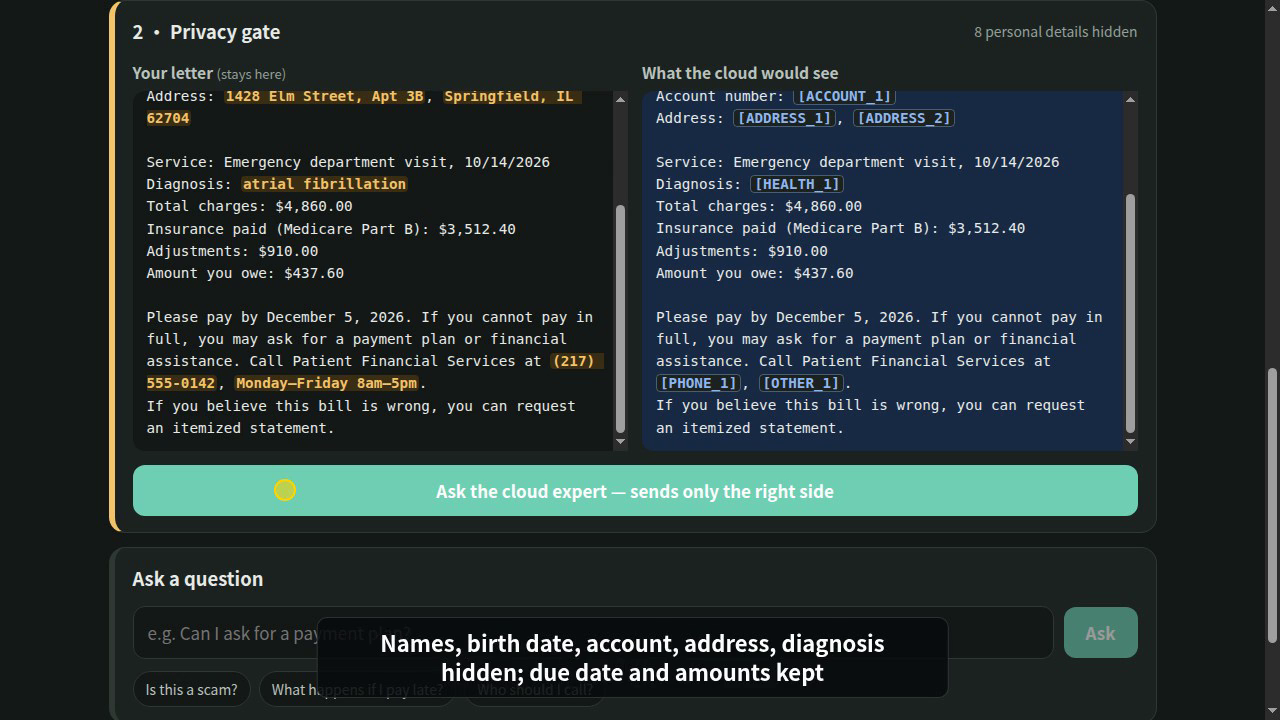 2 • Privacy gate
8 personal details hidden
Your letter (stays here)
Address: 1428 Elm Street, Apt 3B, Springfield, IL
62704
Service: Emergency department visit, 10/14/2026
Diagnosis: atrial fibrillation
Total charges: $4,860.00
Insurance paid (Medicare Part B): $3,512.40
Adjustments: $910.00
Amount you owe: $437.60
Please pay by December 5, 2026. If you cannot pay in
full, you may ask for a payment plan or financial
assistance. Call Patient Financial Services at (217)
555-0142, Monday–Friday 8am–5pm.
If you believe this bill is wrong, you can request
an itemized statement.
What the cloud would see
Account number: [ACCOUNT_1]
Address: [ADDRESS_1], [ADDRESS_2]
Service: Emergency department visit, 10/14/2026
Diagnosis: [HEALTH_1]
Total charges: $4,860.00
Insurance paid (Medicare Part B): $3,512.40
Adjustments: $910.00
Amount you owe: $437.60
Please pay by December 5, 2026. If you cannot pay in
full, you may ask for a payment plan or financial
assistance. Call Patient Financial Services at
[PHONE_1], [OTHER_1].
If you believe this bill is wrong, you can request
an itemized statement.
Ask the cloud expert — sends only the right side
Ask a question
e.g. Can I ask for a payment plan?
Ask
Names, birth date, account, address, diagnosis
hidden; due date and amounts kept
Is this a scam?
What happens if I pay late?
Who should I call?